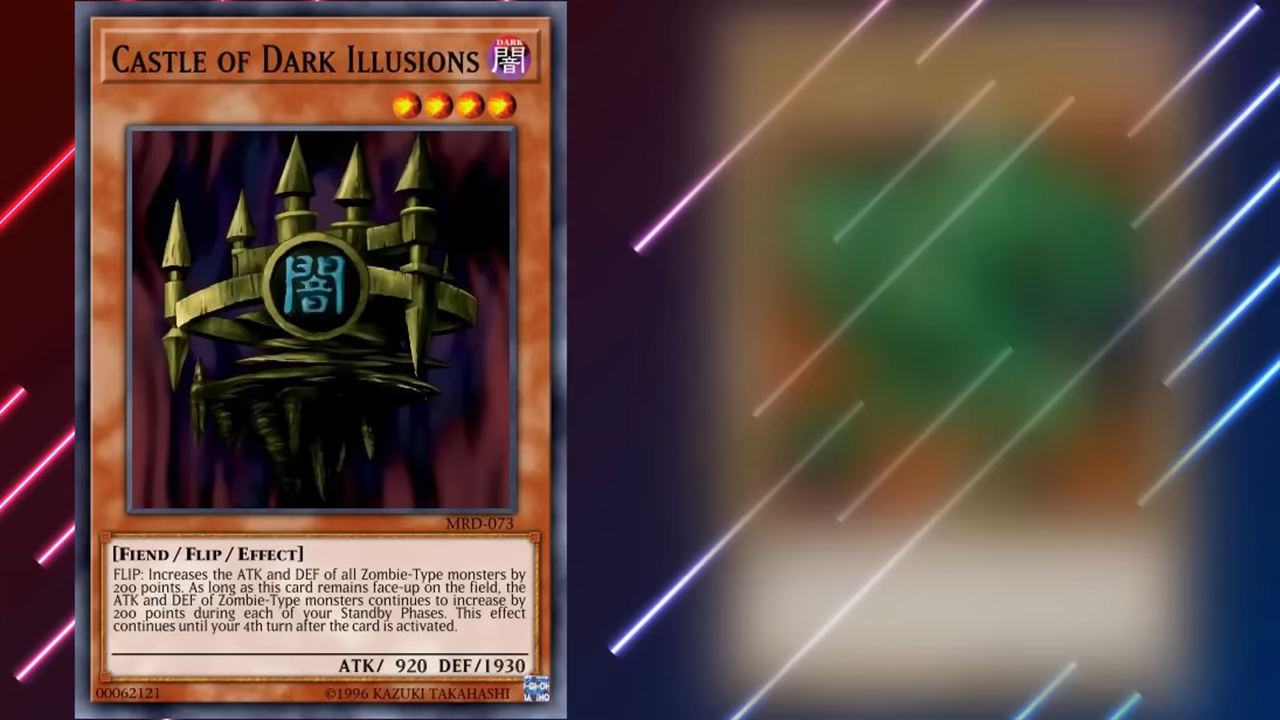 Castle of Dark Illusions
DARK
闇
闇
MRD-073
[Fiend / Flip / Effect]
FLIP: Increases the ATK and DEF of all Zombie-Type monsters by
200 points. As long as this card remains face-up on the field, the
ATK and DEF of Zombie-Type monsters continues to increase by
200 points during each of your Standby Phases. This effect
continues until your 4th turn after the card is activated.
ATK/ 920 DEF/1930
00062121
©1996 KAZUKI TAKAHASHI